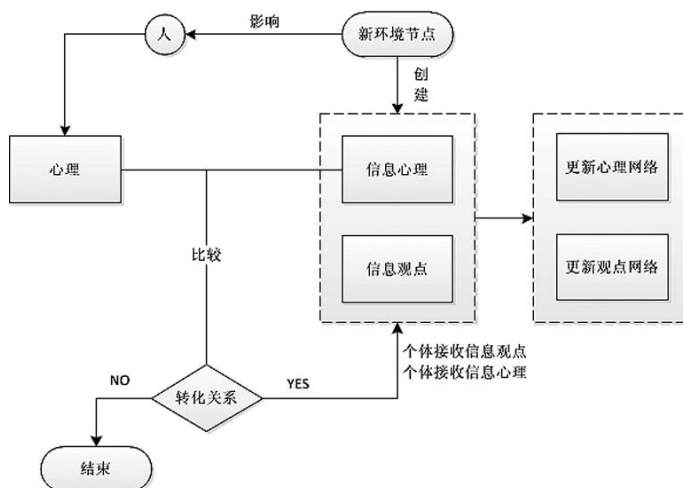 人
影响
新环境节点
创
建
心理
信息心理
更新心理网络
比较
信息观点
更新观点网络
个体接收信息观点
个体接收信息心理
NO
转化关系
YES
结束